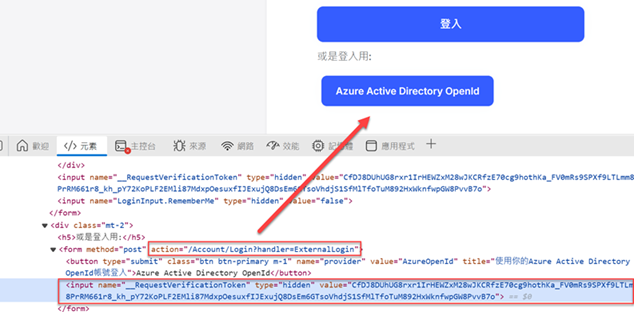 登入
或是登入用:
Azure Active Directory OpenId
歡迎 </> 元素 主控台 來源 網路 效能 記憶體 應用程式 +
</div>
<input name="__RequestVerificationToken" type="hidden" value="CfDJ8DUhUG8rxr1IrHEWZxM28wJKCRfzE70cg9hothKa_FV0mRs9SPXf9LTLmm8
PrRM661r8_kh_pY72KoPLF2EMli87MdxpOesuxfIJExujQ8DsEm6GTsoVhdjS1SfMlTfoTuM892HxWknfwpGW8PvvB7o">
<input name="LoginInput.RememberMe" type="hidden" value="false">
</form>
▼<div class="mt-2">
<h5>或是登入用:</h5>
▼<form method="post" action="/Account/Login?handler=ExternalLogin">
<button type="submit" class="btn btn-primary m-1" name="provider" value="AzureOpenId" title="使用你的Azure Active Directory
OpenId帳號登入">Azure Active Directory OpenId</button>
<input name="__RequestVerificationToken" type="hidden" value="CfDJ8DUhUG8rxr1IrHEWZxM28wJKCRfzE70cg9hothKa_FV0mRs9SPXf9LTLm
8PrRM661r8_kh_pY72KoPLF2EMli87MdxpOesuxfIJExujQ8DsEm6GTsoVhdjS1SfMlTfoTuM892HxWknfwpGW8PvvB7o"> == $0